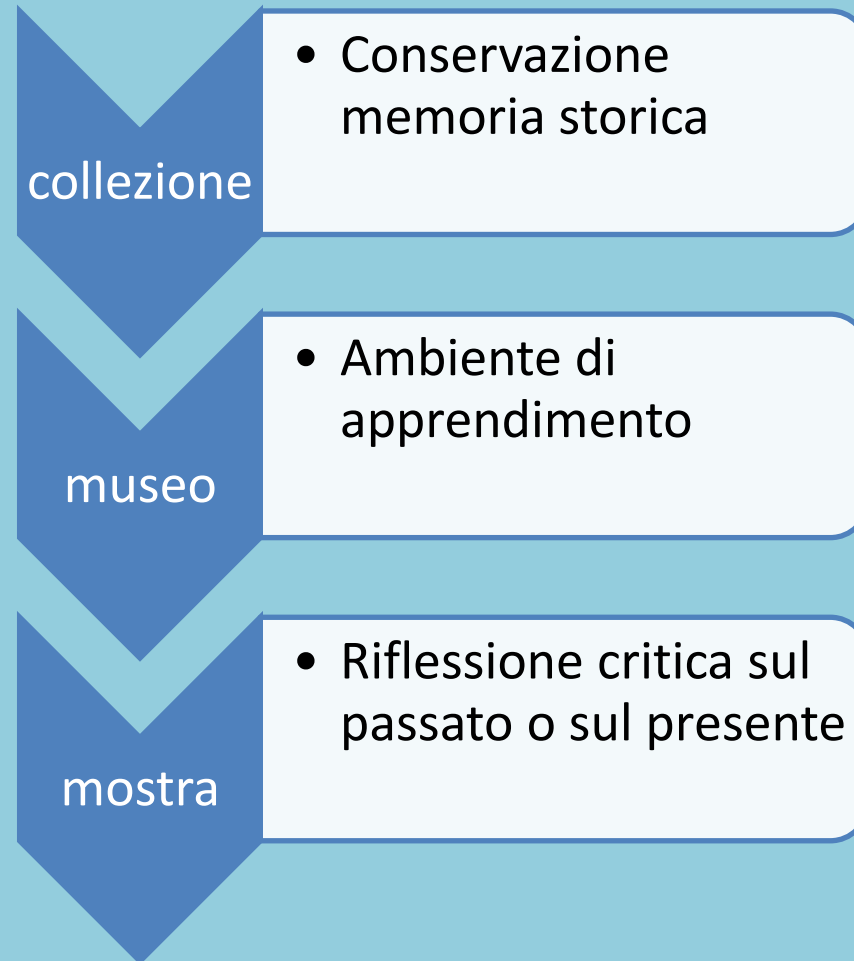 collezione
• Conservazione
memoria storica
museo
• Ambiente di
apprendimento
mostra
• Riflessione critica sul
passato o sul presente